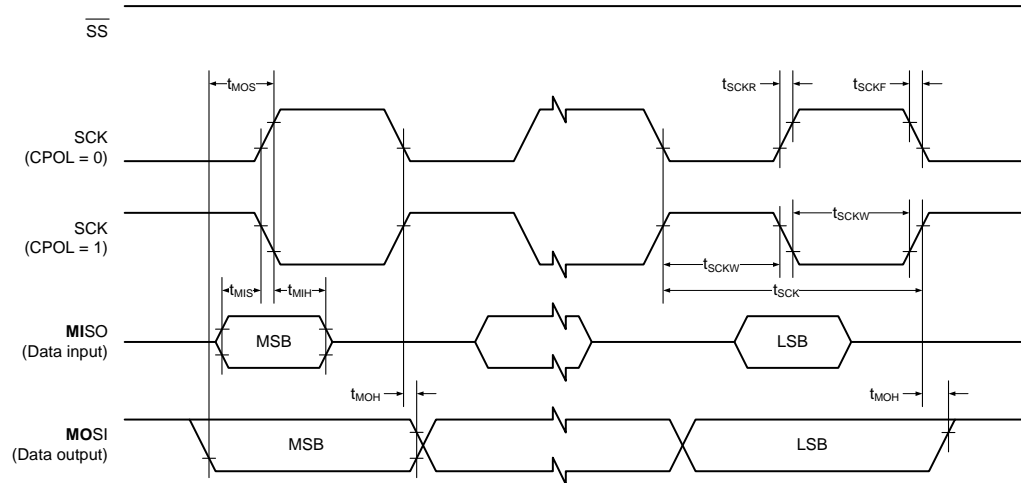 SS
tMOS
tSCKR
tSCKF
SCK
(CPOL = 0)
SCK
(CPOL = 1)
tSCKW
tSCKW
tMIS
tMIH
tSCK
MISO
(Data input)
MSB
LSB
tMOH
tMOH
MOSI
(Data output)
MSB
LSB